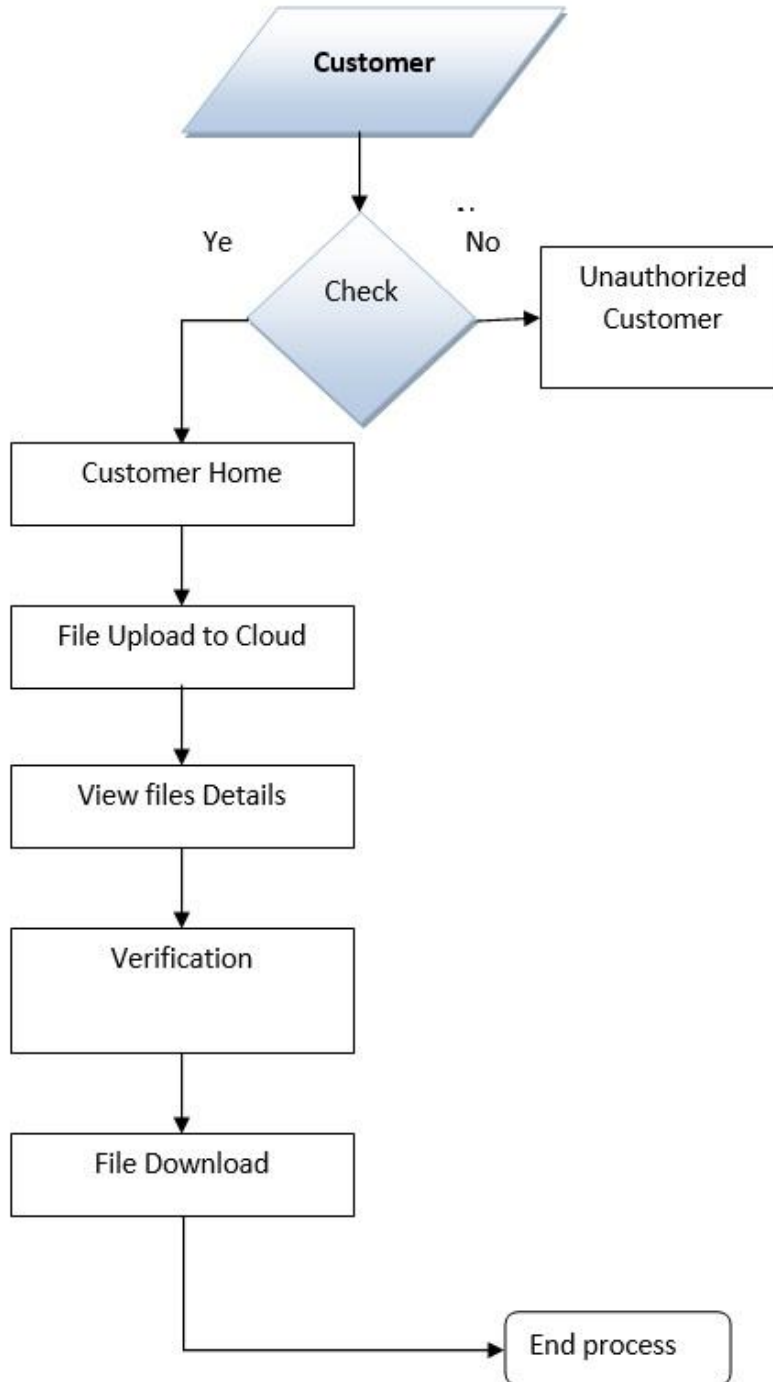 Customer
Ye
No
Check
Unauthorized
Customer
Customer Home
File Upload to Cloud
View files Details
Verification
File Download
End process